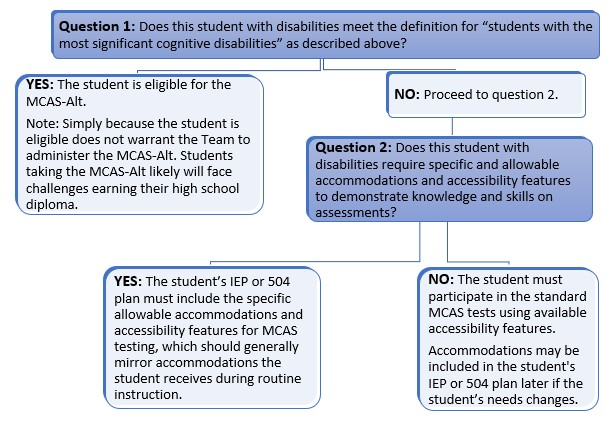 Question 1: Does this student with disabilities meet the definition for “students with the
most significant cognitive disabilities” as described above?
YES: The student is eligible for the
MCAS-Alt.
Note: Simply because the student is
eligible does not warrant the Team to
administer the MCAS-Alt. Students
taking the MCAS-Alt likely will face
challenges earning their high school
diploma.
NO: Proceed to question 2.
Question 2: Does this student with
disabilities require specific and allowable
accommodations and accessibility features
to demonstrate knowledge and skills on
assessments?
YES: The student’s IEP or 504
plan must include the specific
allowable accommodations and
accessibility features for MCAS
testing, which should generally
mirror accommodations the
student receives during routine
instruction.
NO: The student must
participate in the standard
MCAS tests using available
accessibility features.
Accommodations may be
included in the student's
IEP or 504 plan later if the
student’s needs changes.